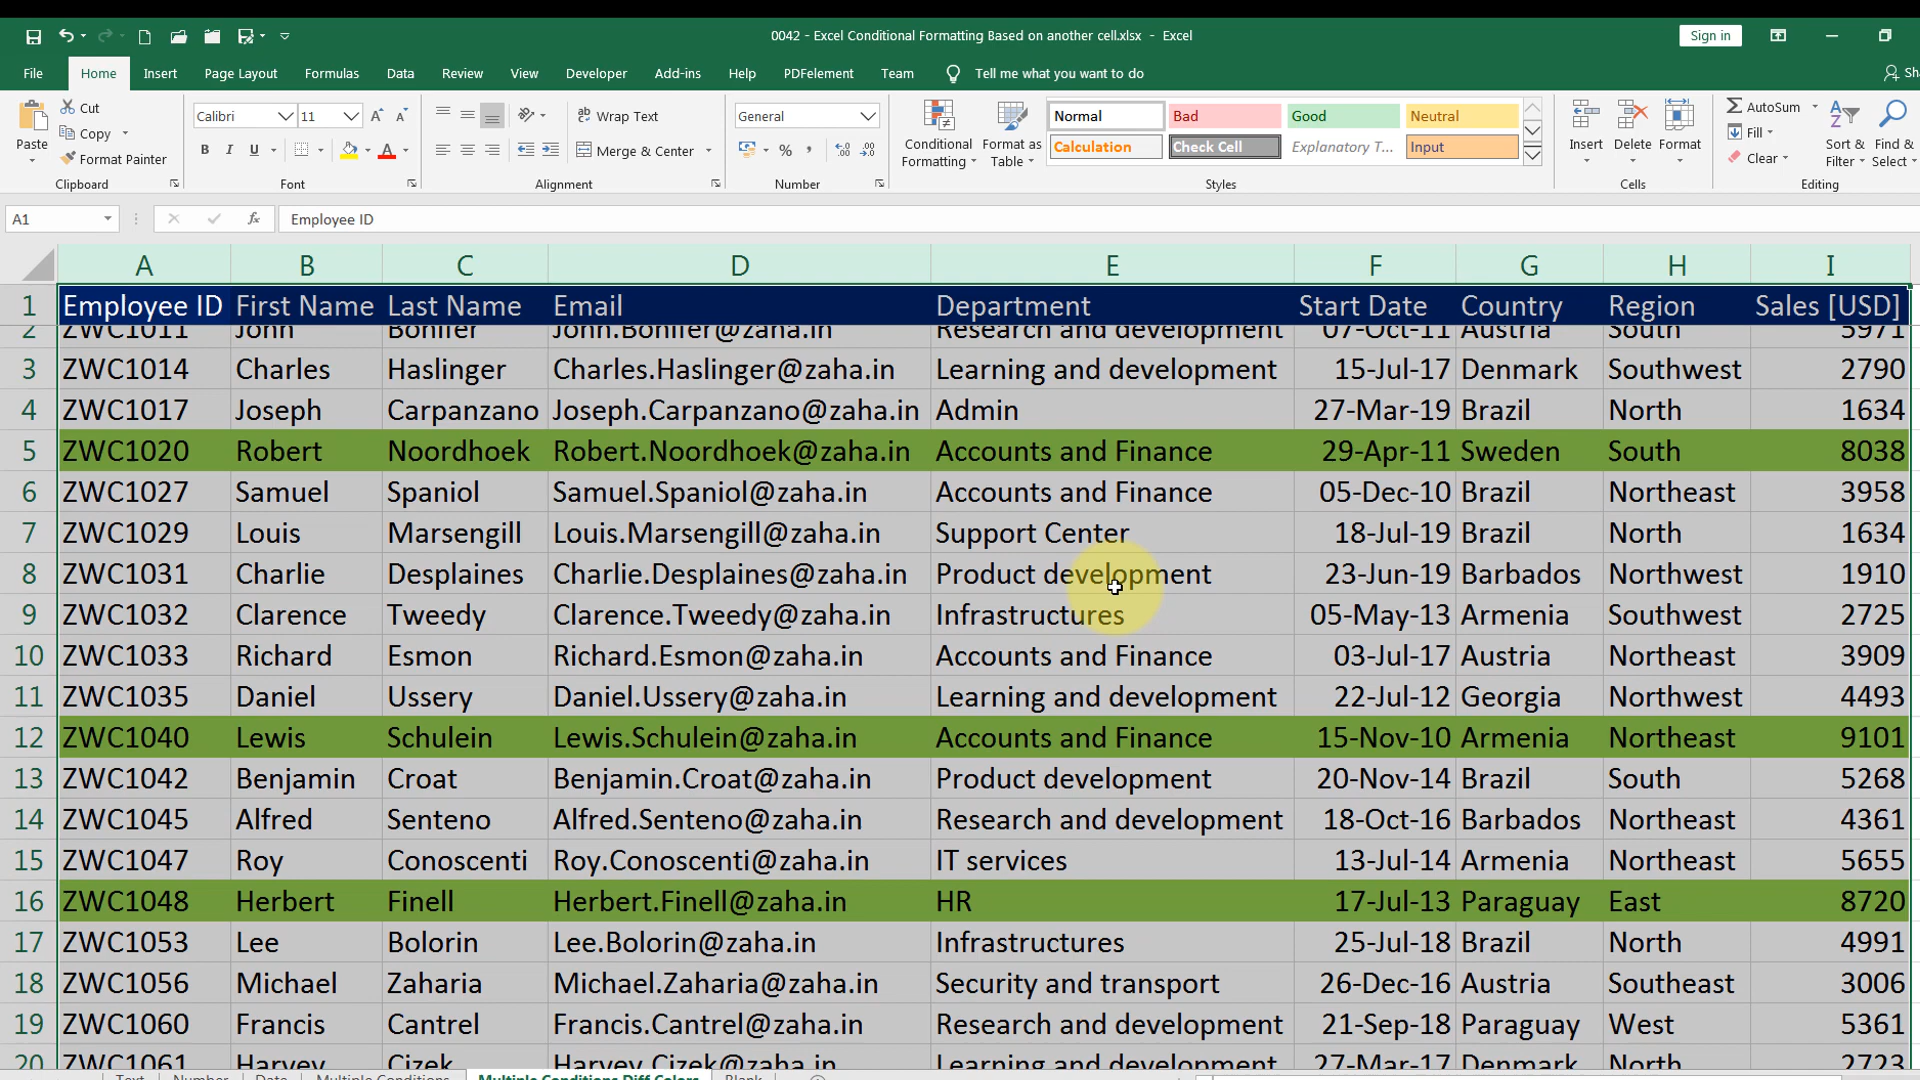 0042 - Excel Conditional Formatting Based on another cell.xlsx - Excel
Sign in
File Home Insert Page Layout Formulas Data Review View Developer Add-ins Help PDFelement Team Tell me what you want to do
Paste
Cut
Copy
Format Painter
Clipboard
Calibri 11
B I U
Font
Wrap Text
Merge & Center
Alignment
General
Number
Conditional Formatting
Format as Table
Normal Bad Good Neutral
Calculation Check Cell Explanatory T... Input
Styles
Insert Delete Format
Cells
AutoSum
Fill
Clear
Sort & Filter
Find & Select
Editing
A1 fx Employee ID
A B C D E F G H I
1 Employee ID First Name Last Name Email Department Start Date Country Region Sales [USD]
2 ZWC1011 John Bonifer John.Bonifer@zaha.in Research and development 07-Oct-11 Austria South 5971
3 ZWC1014 Charles Haslinger Charles.Haslinger@zaha.in Learning and development 15-Jul-17 Denmark Southwest 2790
4 ZWC1017 Joseph Carpanzano Joseph.Carpanzano@zaha.in Admin 27-Mar-19 Brazil North 1634
5 ZWC1020 Robert Noordhoek Robert.Noordhoek@zaha.in Accounts and Finance 29-Apr-11 Sweden South 8038
6 ZWC1027 Samuel Spaniol Samuel.Spaniol@zaha.in Accounts and Finance 05-Dec-10 Brazil Northeast 3958
7 ZWC1029 Louis Marsengill Louis.Marsengill@zaha.in Support Center 18-Jul-19 Brazil North 1634
8 ZWC1031 Charlie Desplaines Charlie.Desplaines@zaha.in Product development 23-Jun-19 Barbados Northwest 1910
9 ZWC1032 Clarence Tweedy Clarence.Tweedy@zaha.in Infrastructures 05-May-13 Armenia Southwest 2725
10 ZWC1033 Richard Esmon Richard.Esmon@zaha.in Accounts and Finance 03-Jul-17 Austria Northeast 3909
11 ZWC1035 Daniel Ussery Daniel.Ussery@zaha.in Learning and development 22-Jul-12 Georgia Northwest 4493
12 ZWC1040 Lewis Schulein Lewis.Schulein@zaha.in Accounts and Finance 15-Nov-10 Armenia Northeast 9101
13 ZWC1042 Benjamin Croat Benjamin.Croat@zaha.in Product development 20-Nov-14 Brazil South 5268
14 ZWC1045 Alfred Senteno Alfred.Senteno@zaha.in Research and development 18-Oct-16 Barbados Northeast 4361
15 ZWC1047 Roy Conoscenti Roy.Conoscenti@zaha.in IT services 13-Jul-14 Armenia Northeast 5655
16 ZWC1048 Herbert Finell Herbert.Finell@zaha.in HR 17-Jul-13 Paraguay East 8720
17 ZWC1053 Lee Bolorin Lee.Bolorin@zaha.in Infrastructures 25-Jul-18 Brazil North 4991
18 ZWC1056 Michael Zaharia Michael.Zaharia@zaha.in Security and transport 26-Dec-16 Austria Southeast 3006
19 ZWC1060 Francis Cantrel Francis.Cantrel@zaha.in Research and development 21-Sep-18 Paraguay West 5361
20 ZWC1061 Harvey Cizek Harvey.Cizek@zaha.in Learning and development 27-Mar-17 Denmark North 2723
Text Number Date Multiple Conditions Multiple Conditions Diff Colors Blank